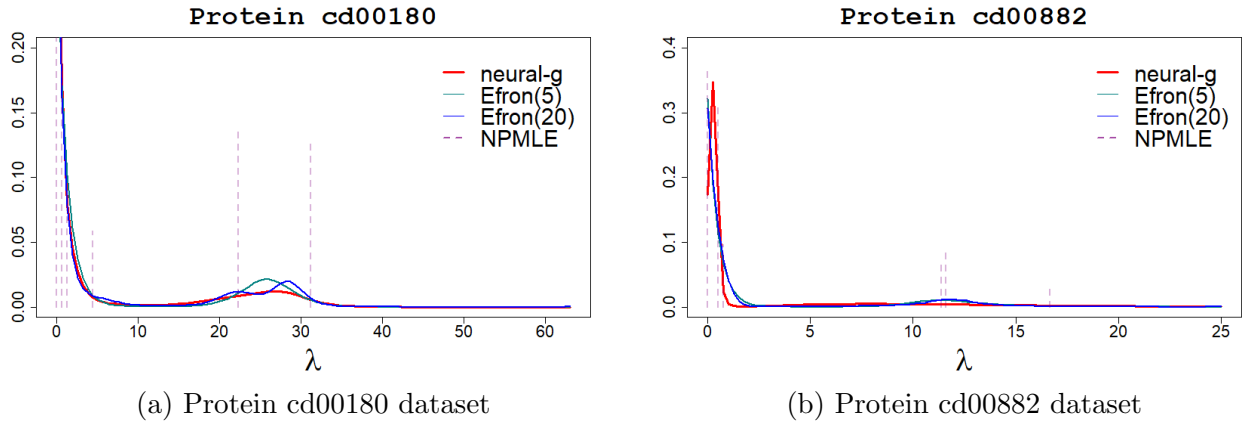 Protein cd00180
0.20
0.15
0.10
0.05
0.00
neural-g
Efron(5)
Efron(20)
NPMLE
0 10 20 30 40 50 60
λ
(a) Protein cd00180 dataset
Protein cd00882
0.4
0.3
0.2
0.1
0.0
neural-g
Efron(5)
Efron(20)
NPMLE
0 5 10 15 20 25
λ
(b) Protein cd00882 dataset